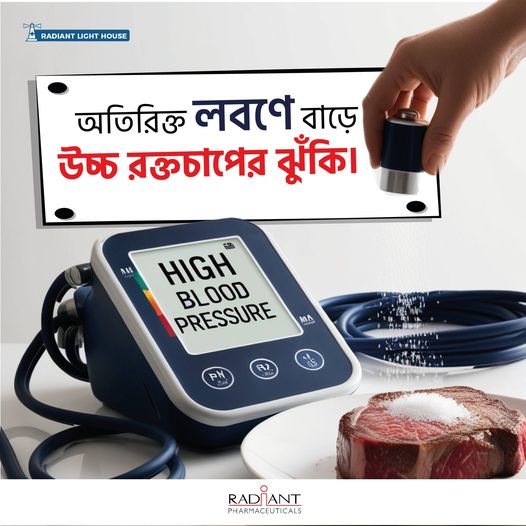 RADIANT LIGHT HOUSE
অতিরিক্ত লবণে বাড়ে
উচ্চ রক্তচাপের ঝুঁকি।
HIGH
BLOOD
PRESSURE
RADIANT
PHARMACEUTICALS